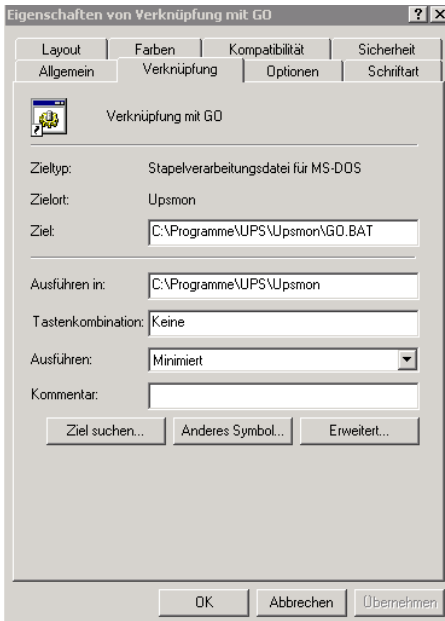 Eigenschaften von Verknüpfung mit GO
Layout Farben Kompatibilität Sicherheit
Allgemein Verknüpfung Optionen Schriftart
Verknüpfung mit GO
Zieltyp: Stapelverarbeitungsdatei für MS-DOS
Zielort: Upsmon
Ziel: C:\Programme\UPS\Upsmon\GO.BAT
Ausführen in: C:\Programme\UPS\Upsmon
Tastenkombination: Keine
Ausführen: Minimiert
Kommentar:
Ziel suchen... Anderes Symbol... Erweitert...
OK Abbrechen Übernehmen